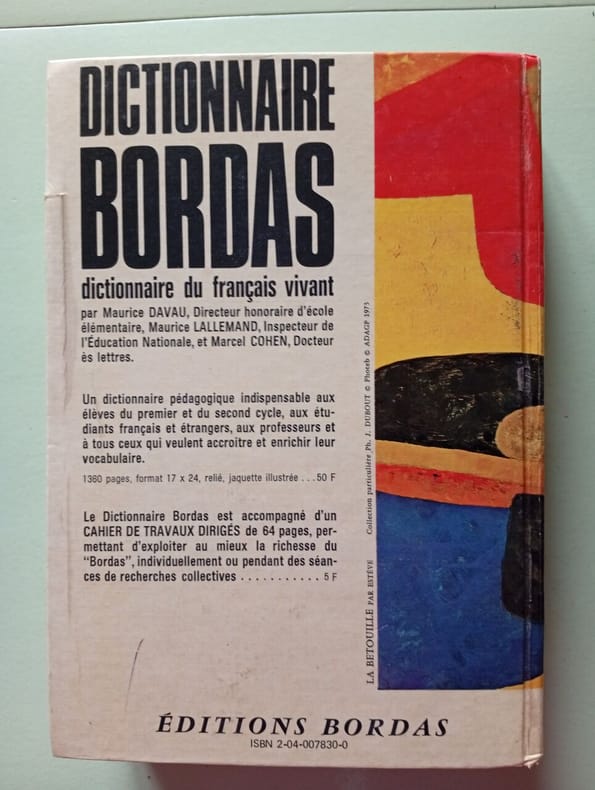 DICTIONNAIRE
BORDAS
dictionnaire du français vivant
par Maurice DAVAU, Directeur honoraire d'école
élémentaire, Maurice LALLEMAND, Inspecteur de
l'Éducation Nationale, et Marcel COHEN, Docteur
ès lettres.
Un dictionnaire pédagogique indispensable aux
élèves du premier et du second cycle, aux étu-
diants français et étrangers, aux professeurs et
à tous ceux qui veulent accroitre et enrichir leur
vocabulaire.
1360 pages, format 17 x 24, relié, jaquette illustrée ...50 F
Le Dictionnaire Bordas est accompagné d'un
CAHIER DE TRAVAUX DIRIGÉS de 64 pages, per-
mettant d'exploiter au mieux la richesse du
"Bordas", individuellement ou pendant des séan-
ces de recherches collectives ........... 5 F
LA BETOUILLE PAR ESTÈVE Collection particulière Ph. J. DUBOUT © Photeb © ADAGP 1975
ÉDITIONS BORDAS
ISBN 2-04-007830-0